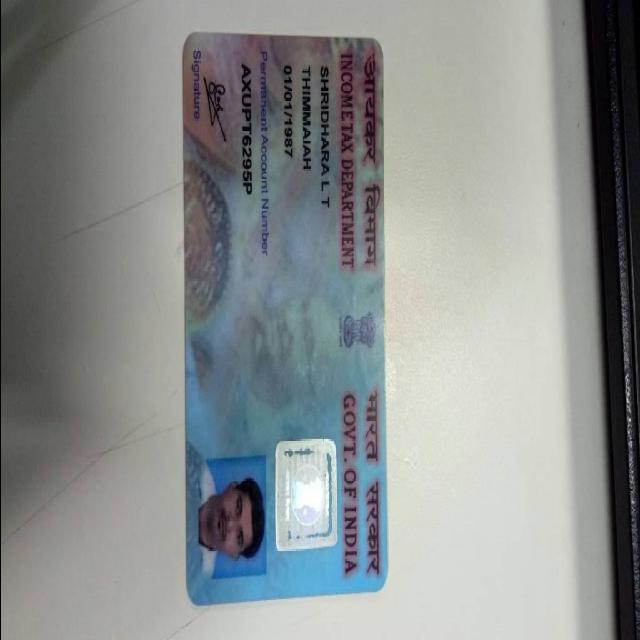 आयकर विभाग
INCOME TAX DEPARTMENT
भारत सरकार
GOVT. OF INDIA
SHRIDHARA L T
THIMMAIAH
01/01/1987
Permanent Account Number
AXUPT6295P
Signature